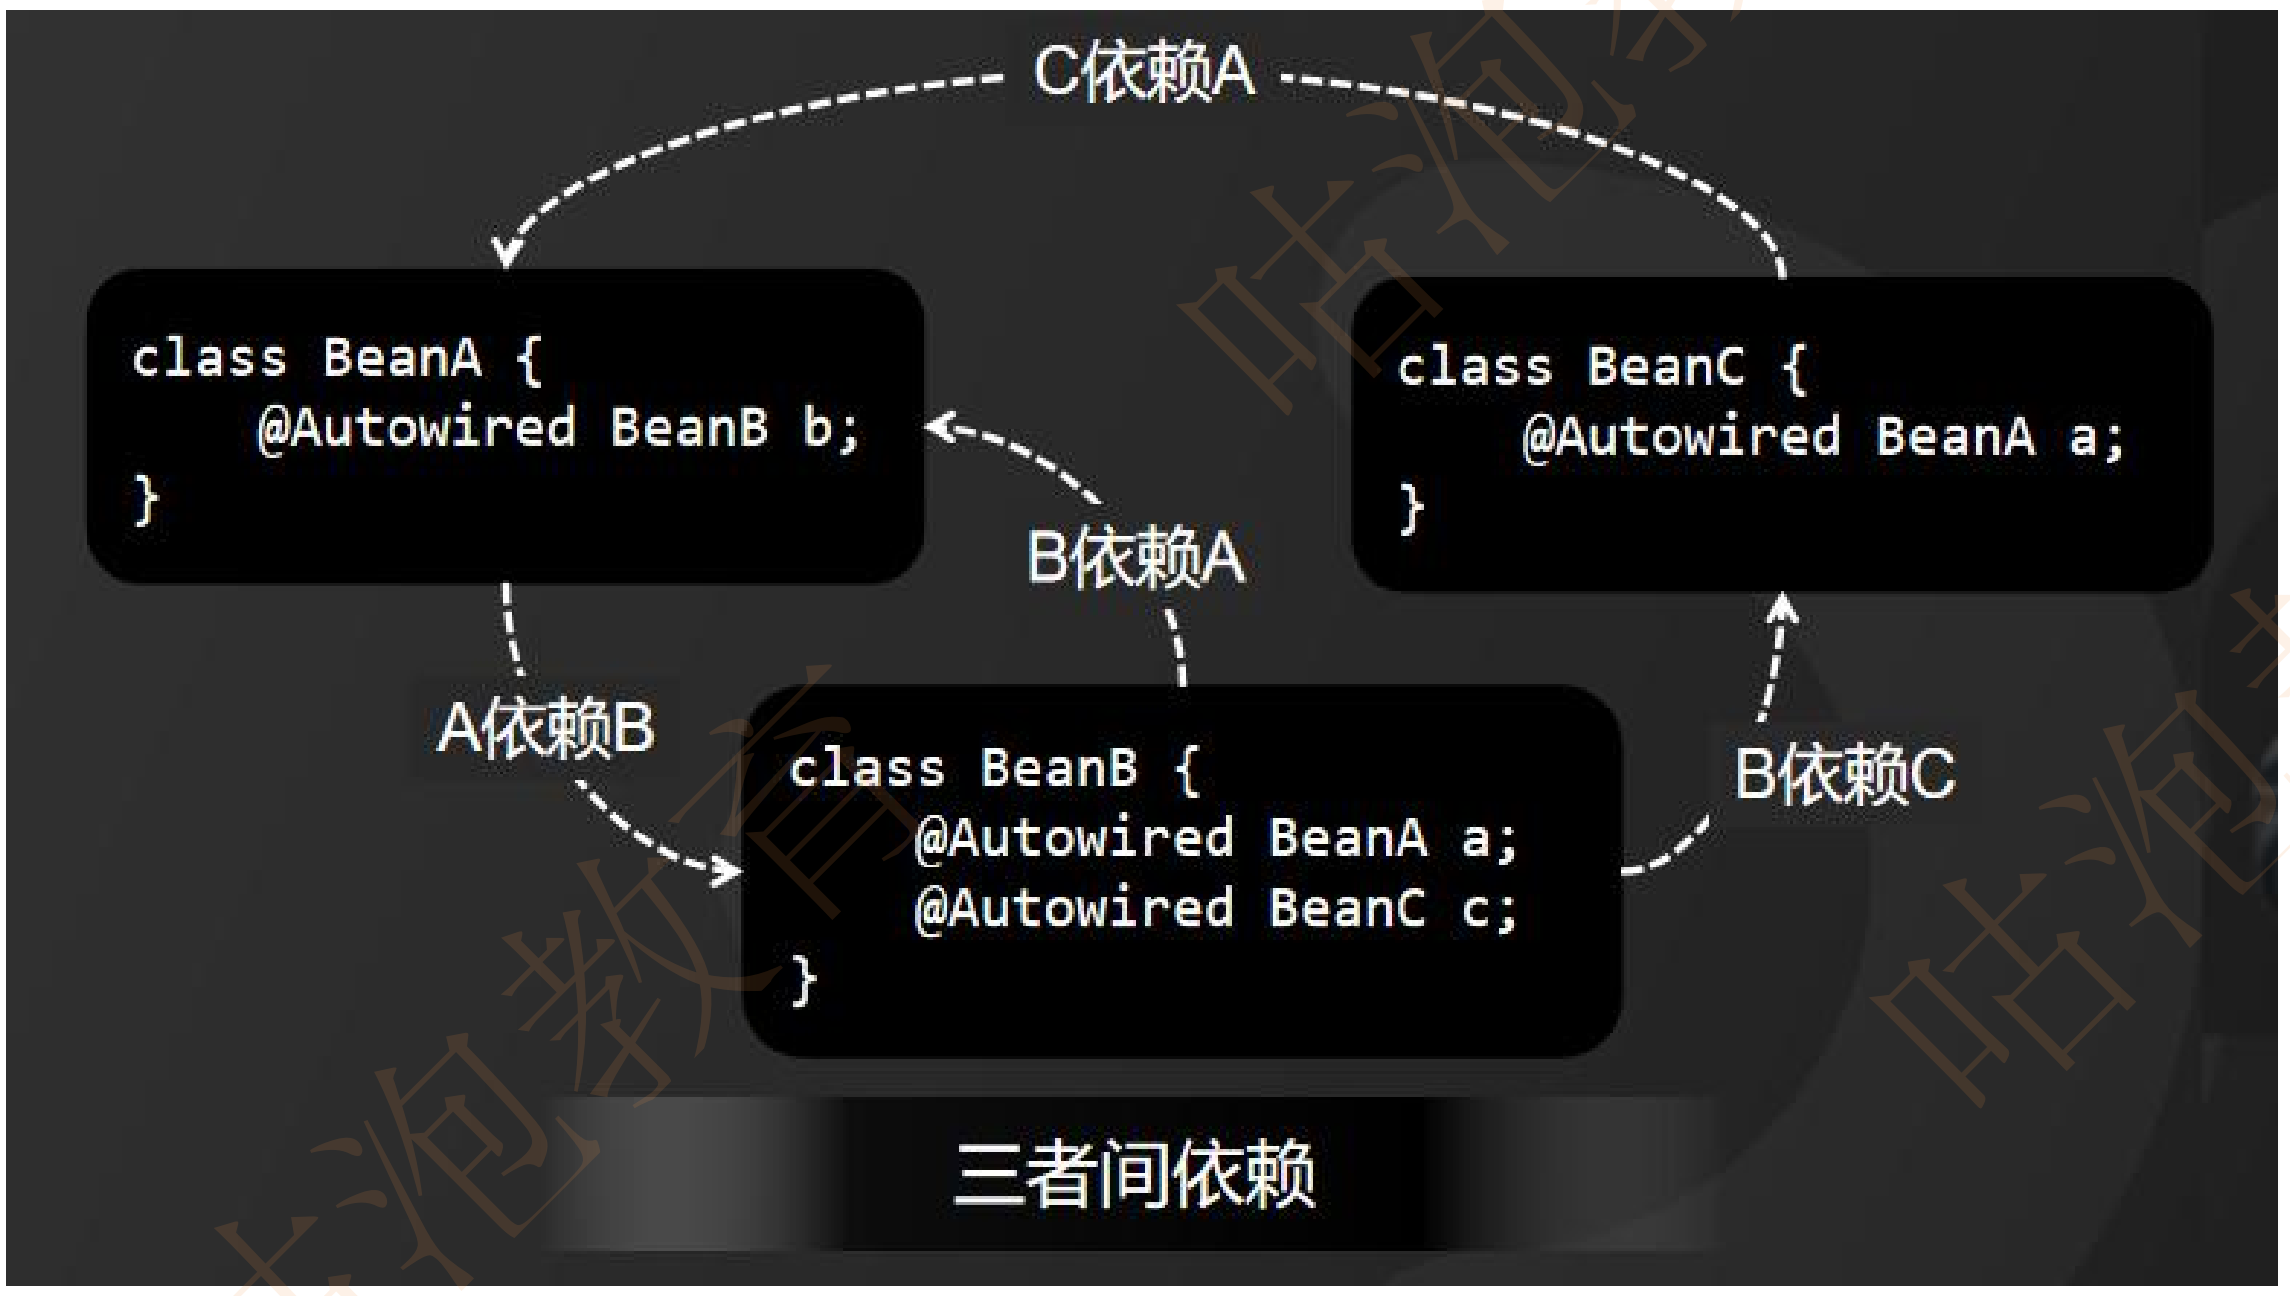 C依赖A
class BeanA {
    @Autowired BeanB b;
}
class BeanC {
    @Autowired BeanA a;
}
B依赖A
A依赖B
B依赖C
class BeanB {
    @Autowired BeanA a;
    @Autowired BeanC c;
}
三者间依赖
咕泡教育
咕泡教
咕泡教